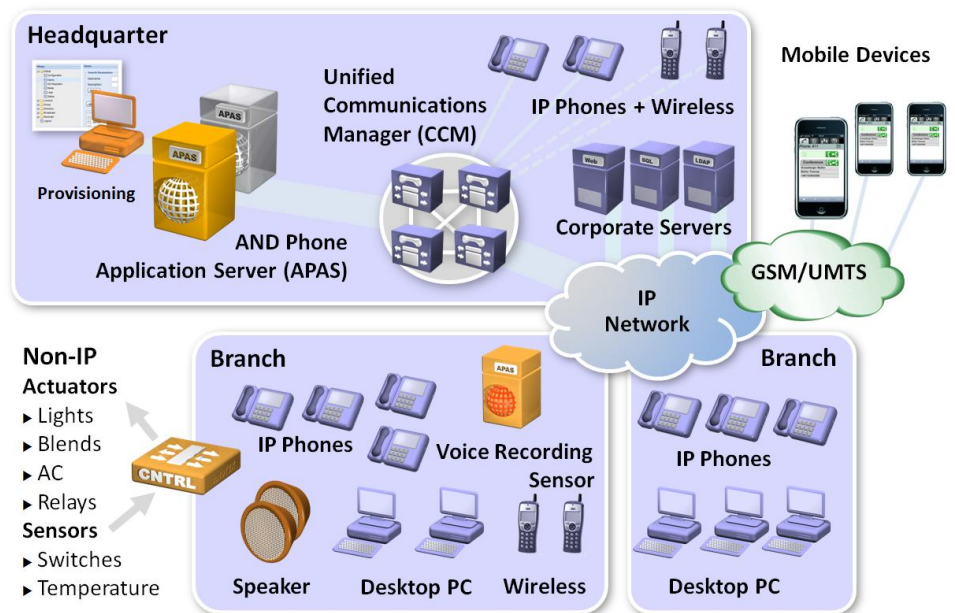 Headquarter
Provisioning
APAS
APAS
AND Phone
Application Server (APAS)
Unified
Communications
Manager (CCM)
IP Phones + Wireless
Web
SQL
LDAP
Corporate Servers
Mobile Devices
Conference
GSM/UMTS
IP
Network
Non-IP
Actuators
▸ Lights
▸ Blends
▸ AC
▸ Relays
Sensors
▸ Switches
▸ Temperature
CNTRL
Branch
IP Phones
APAS
Voice Recording
Sensor
Speaker
Desktop PC
Wireless
Branch
IP Phones
Desktop PC